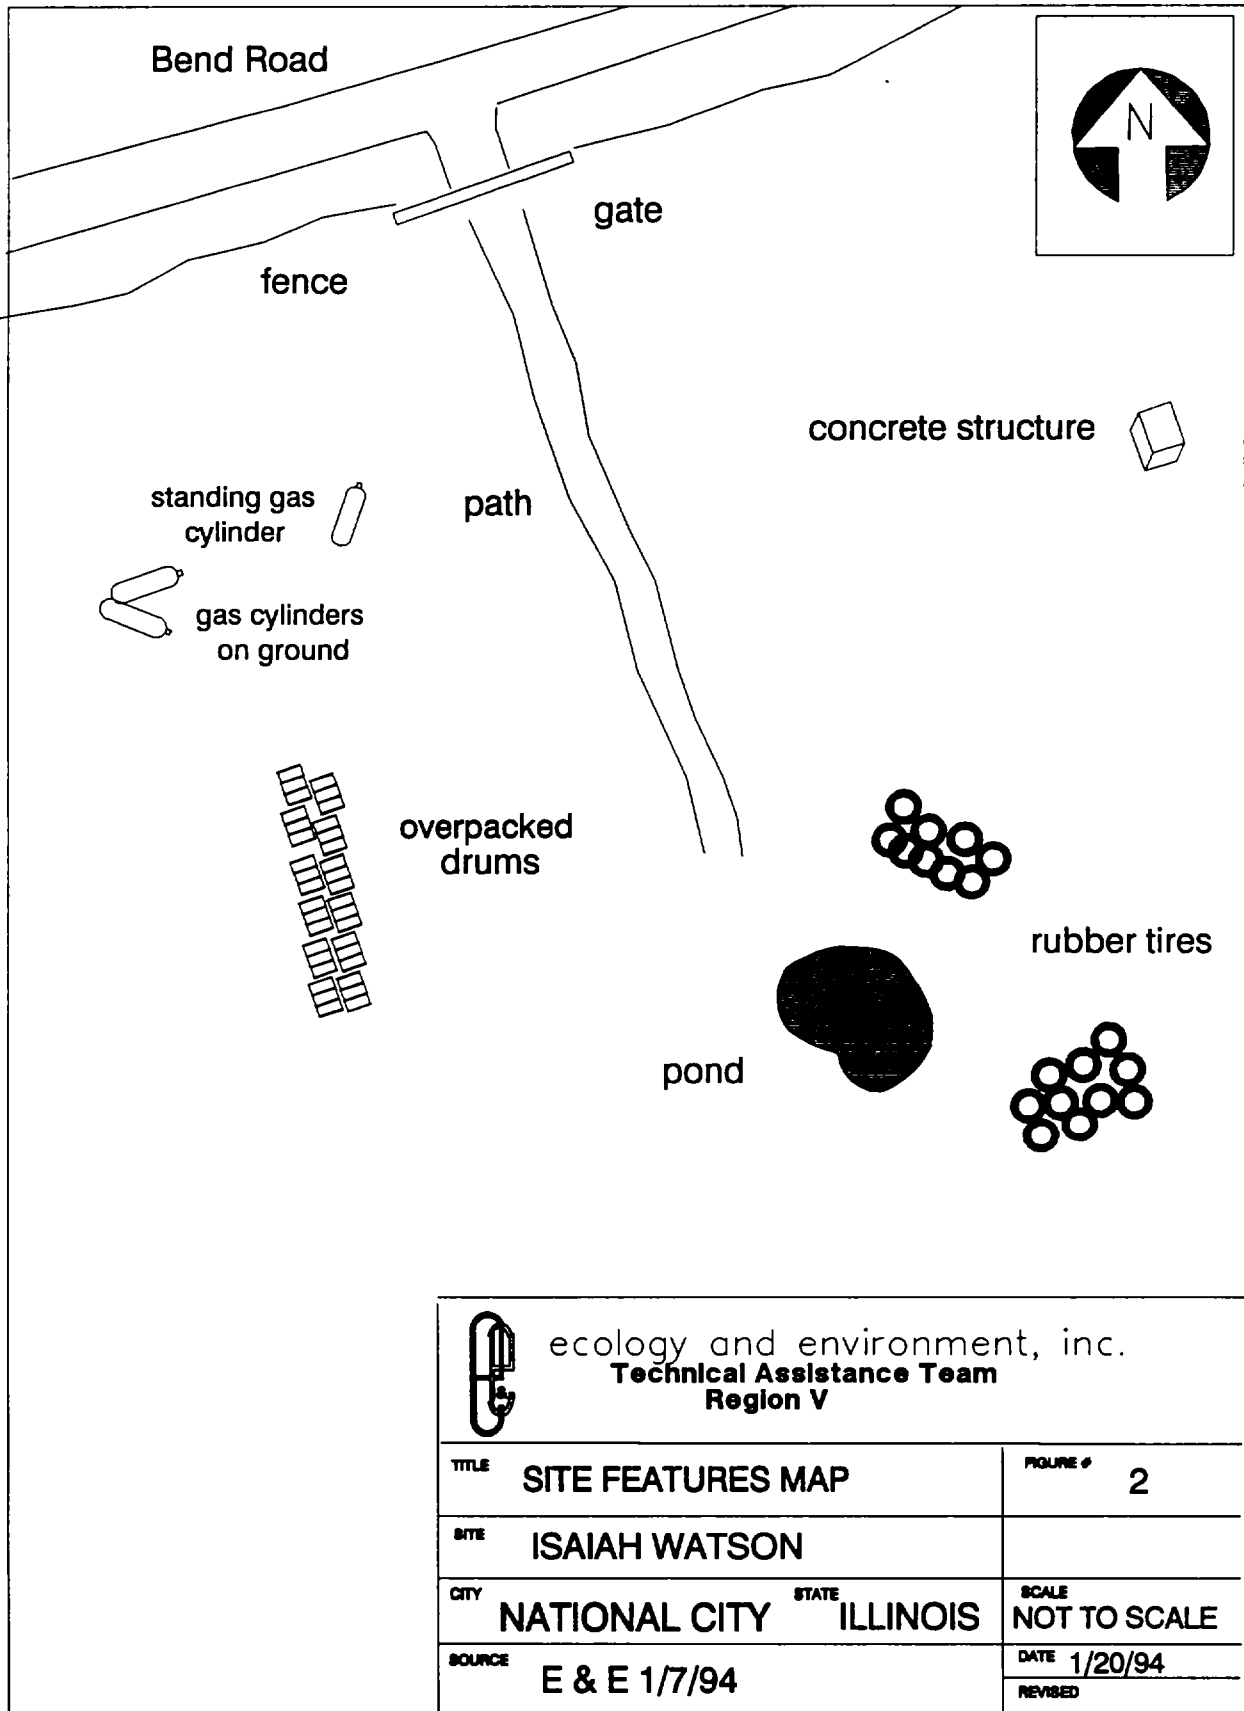 Bend Road
N
gate
fence
concrete structure
standing gas
cylinder
path
gas cylinders
on ground
overpacked
drums
rubber tires
pond
ecology and environment, inc.
Technical Assistance Team
Region V
TITLE SITE FEATURES MAP
FIGURE # 2
SITE ISAIAH WATSON
CITY NATIONAL CITY STATE ILLINOIS
SCALE
NOT TO SCALE
SOURCE E & E 1/7/94
DATE 1/20/94
REVISED